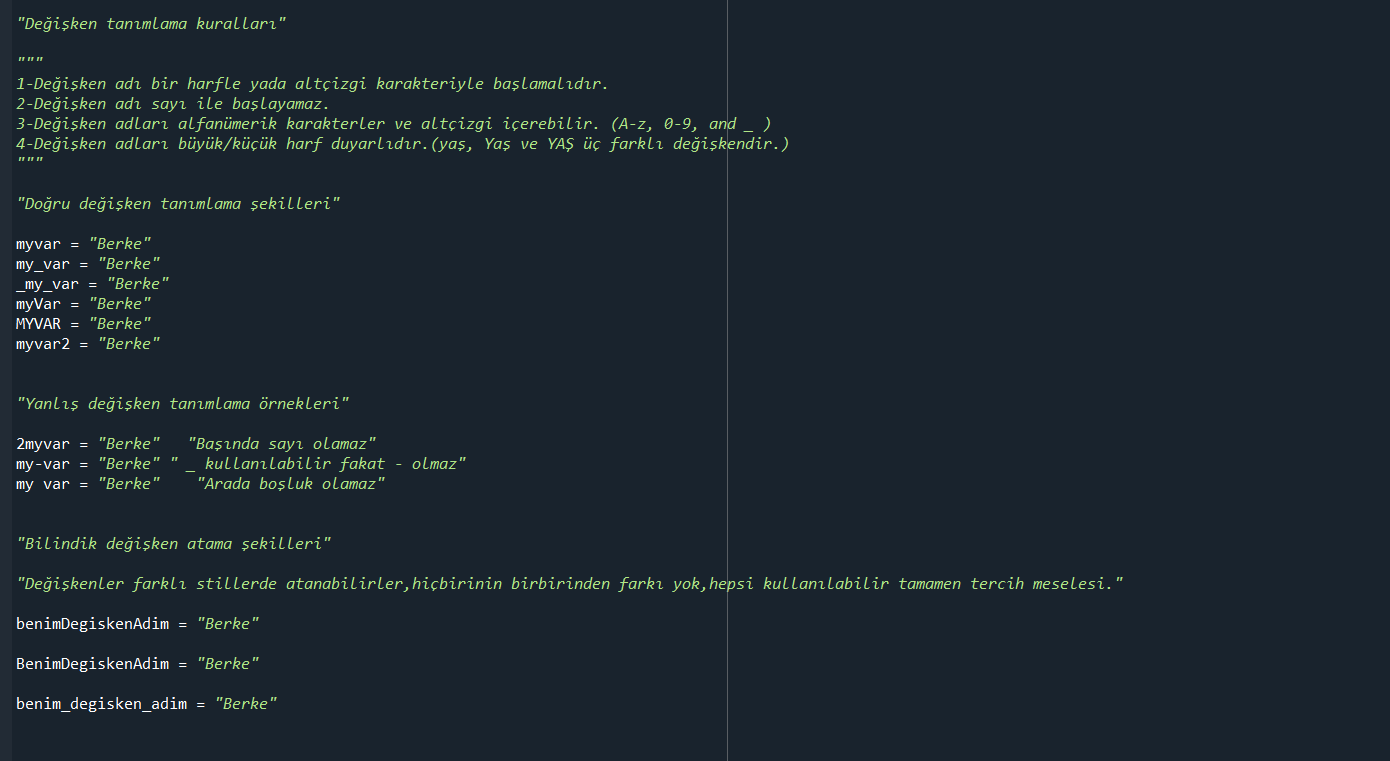 "Değişken tanımlama kuralları"
"""
1-Değişken adı bir harfle yada altçizgi karakteriyle başlamalıdır.
2-Değişken adı sayı ile başlayamaz.
3-Değişken adları alfanümerik karakterler ve altçizgi içerebilir. (A-z, 0-9, and _ )
4-Değişken adları büyük/küçük harf duyarlıdır.(yaş, Yaş ve YAŞ üç farklı değişkendir.)
"""
"Doğru değişken tanımlama şekilleri"
myvar = "Berke"
my_var = "Berke"
_my_var = "Berke"
myVar = "Berke"
MYVAR = "Berke"
myvar2 = "Berke"
"Yanlış değişken tanımlama örnekleri"
2myvar = "Berke"   "Başında sayı olamaz"
my-var = "Berke" " _ kullanılabilir fakat - olmaz"
my var = "Berke"    "Arada boşluk olamaz"
"Bilindik değişken atama şekilleri"
"Değişkenler farklı stillerde atanabilirler,hiçbirinin birbirinden farkı yok,hepsi kullanılabilir tamamen tercih meselesi."
benimDegiskenAdim = "Berke"
BenimDegiskenAdim = "Berke"
benim_degisken_adim = "Berke"